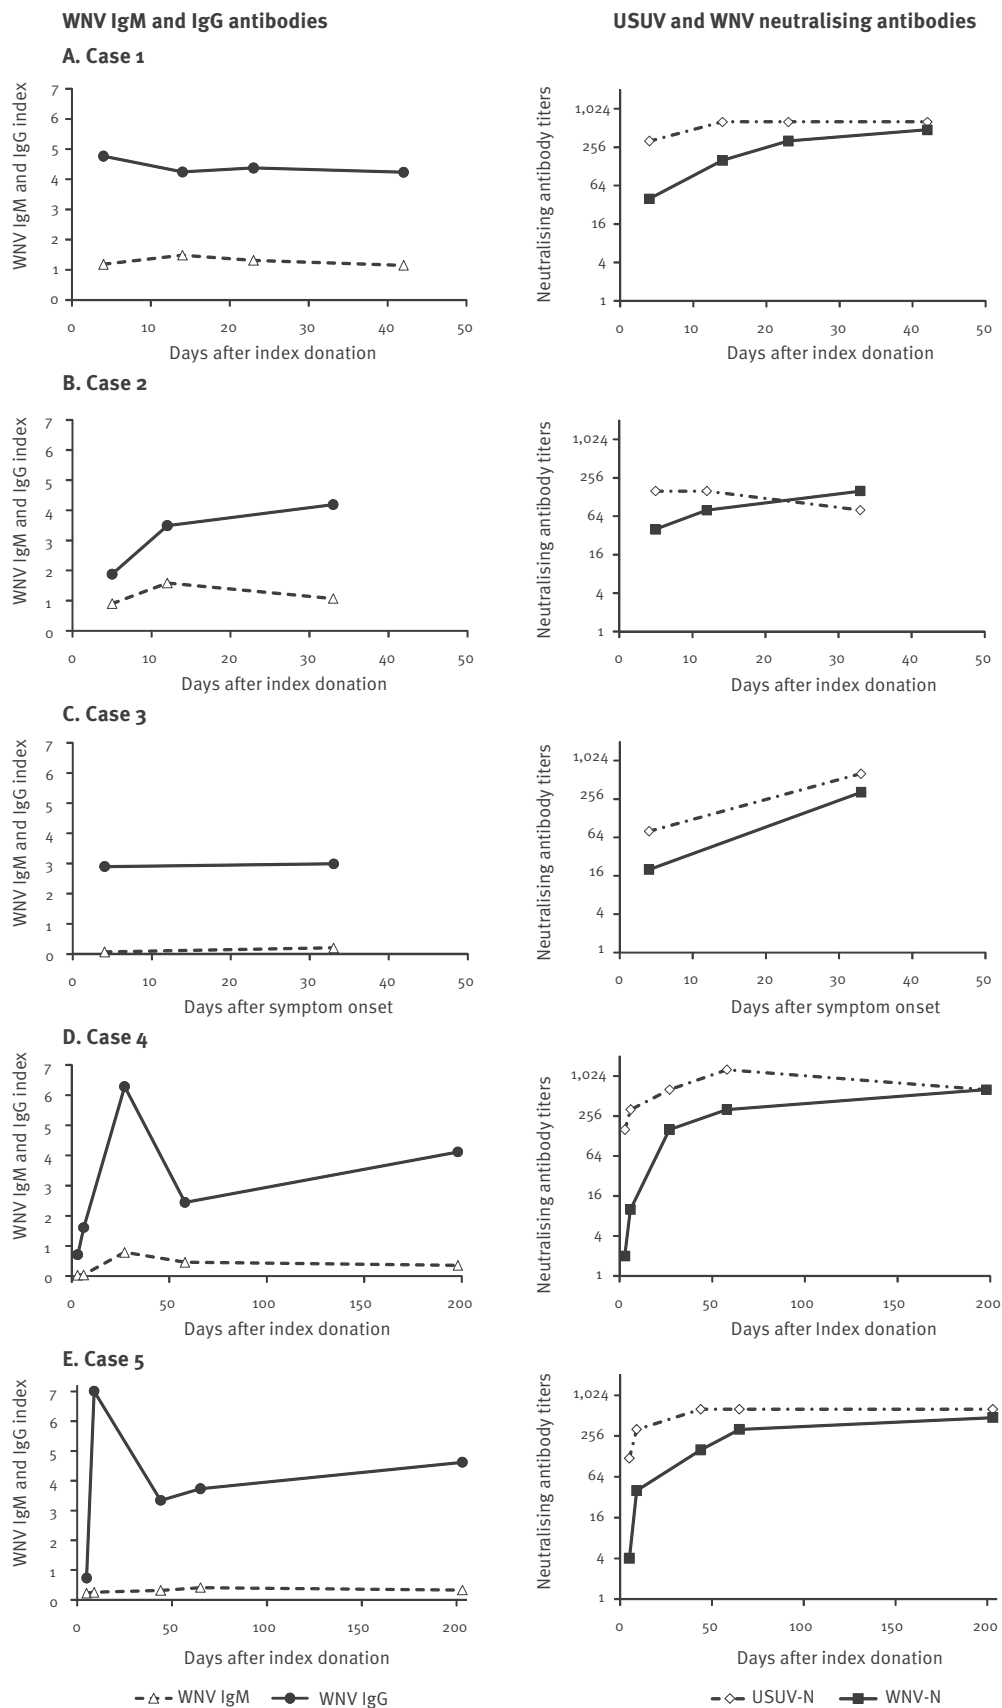 WNV IgM and IgG antibodies
USUV and WNV neutralising antibodies
A. Case 1
WNV IgM and IgG index
7
6
5
4
3
2
1
0
0 10 20 30 40 50
Days after index donation
Neutralising antibody titers
1,024
256
64
16
4
1
0 10 20 30 40 50
Days after index donation
B. Case 2
WNV IgM and IgG index
7
6
5
4
3
2
1
0
0 10 20 30 40 50
Days after index donation
Neutralising antibody titers
1,024
256
64
16
4
1
0 10 20 30 40 50
Days after index donation
C. Case 3
WNV IgM and IgG index
7
6
5
4
3
2
1
0
0 10 20 30 40 50
Days after symptom onset
Neutralising antibody titers
1,024
256
64
16
4
1
0 10 20 30 40 50
Days after symptom onset
D. Case 4
WNV IgM and IgG index
7
6
5
4
3
2
1
0
0 50 100 150 200
Days after index donation
Neutralising antibody titers
1,024
256
64
16
4
1
0 50 100 150 200
Days after Index donation
E. Case 5
WNV IgM and IgG index
7
6
5
4
3
2
1
0
0 50 100 150 200
Days after index donation
Neutralising antibody titers
1,024
256
64
16
4
1
0 50 100 150 200
Days after index donation
WNV IgM WNV IgG
USUV-N WNV-N